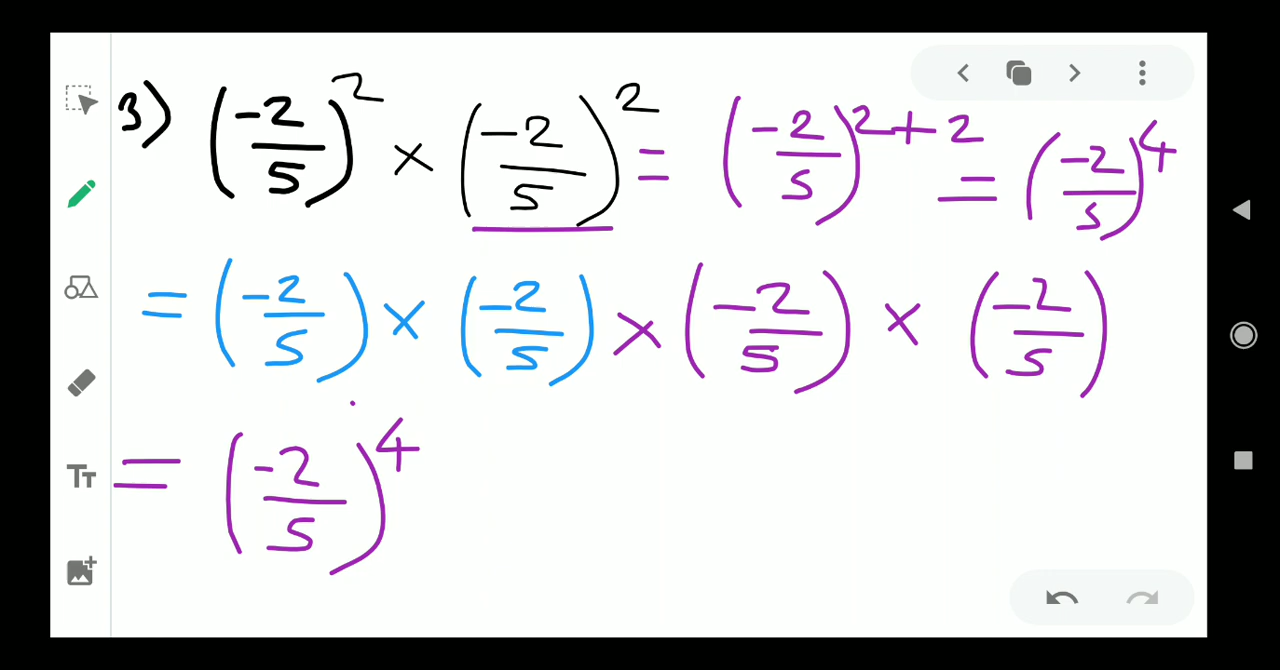 3) (-2/5)^2 × (-2/5)^2 = (-2/5)^2+2 = (-2/5)^4
= (-2/5) × (-2/5) × (-2/5) × (-2/5)
= (-2/5)^4
Tт